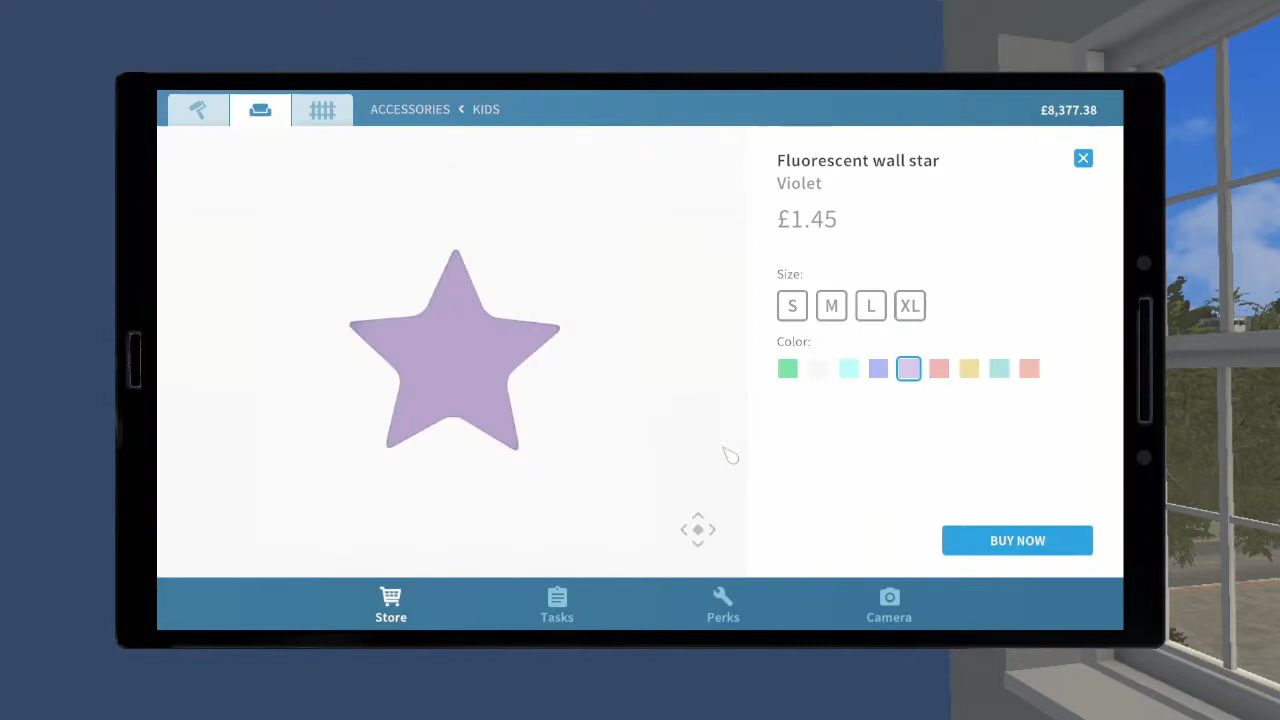 ACCESSORIES < KIDS
£8,377.38
Fluorescent wall star
Violet
£1.45
Size:
S M L XL
Color:
BUY NOW
Store Tasks Perks Camera